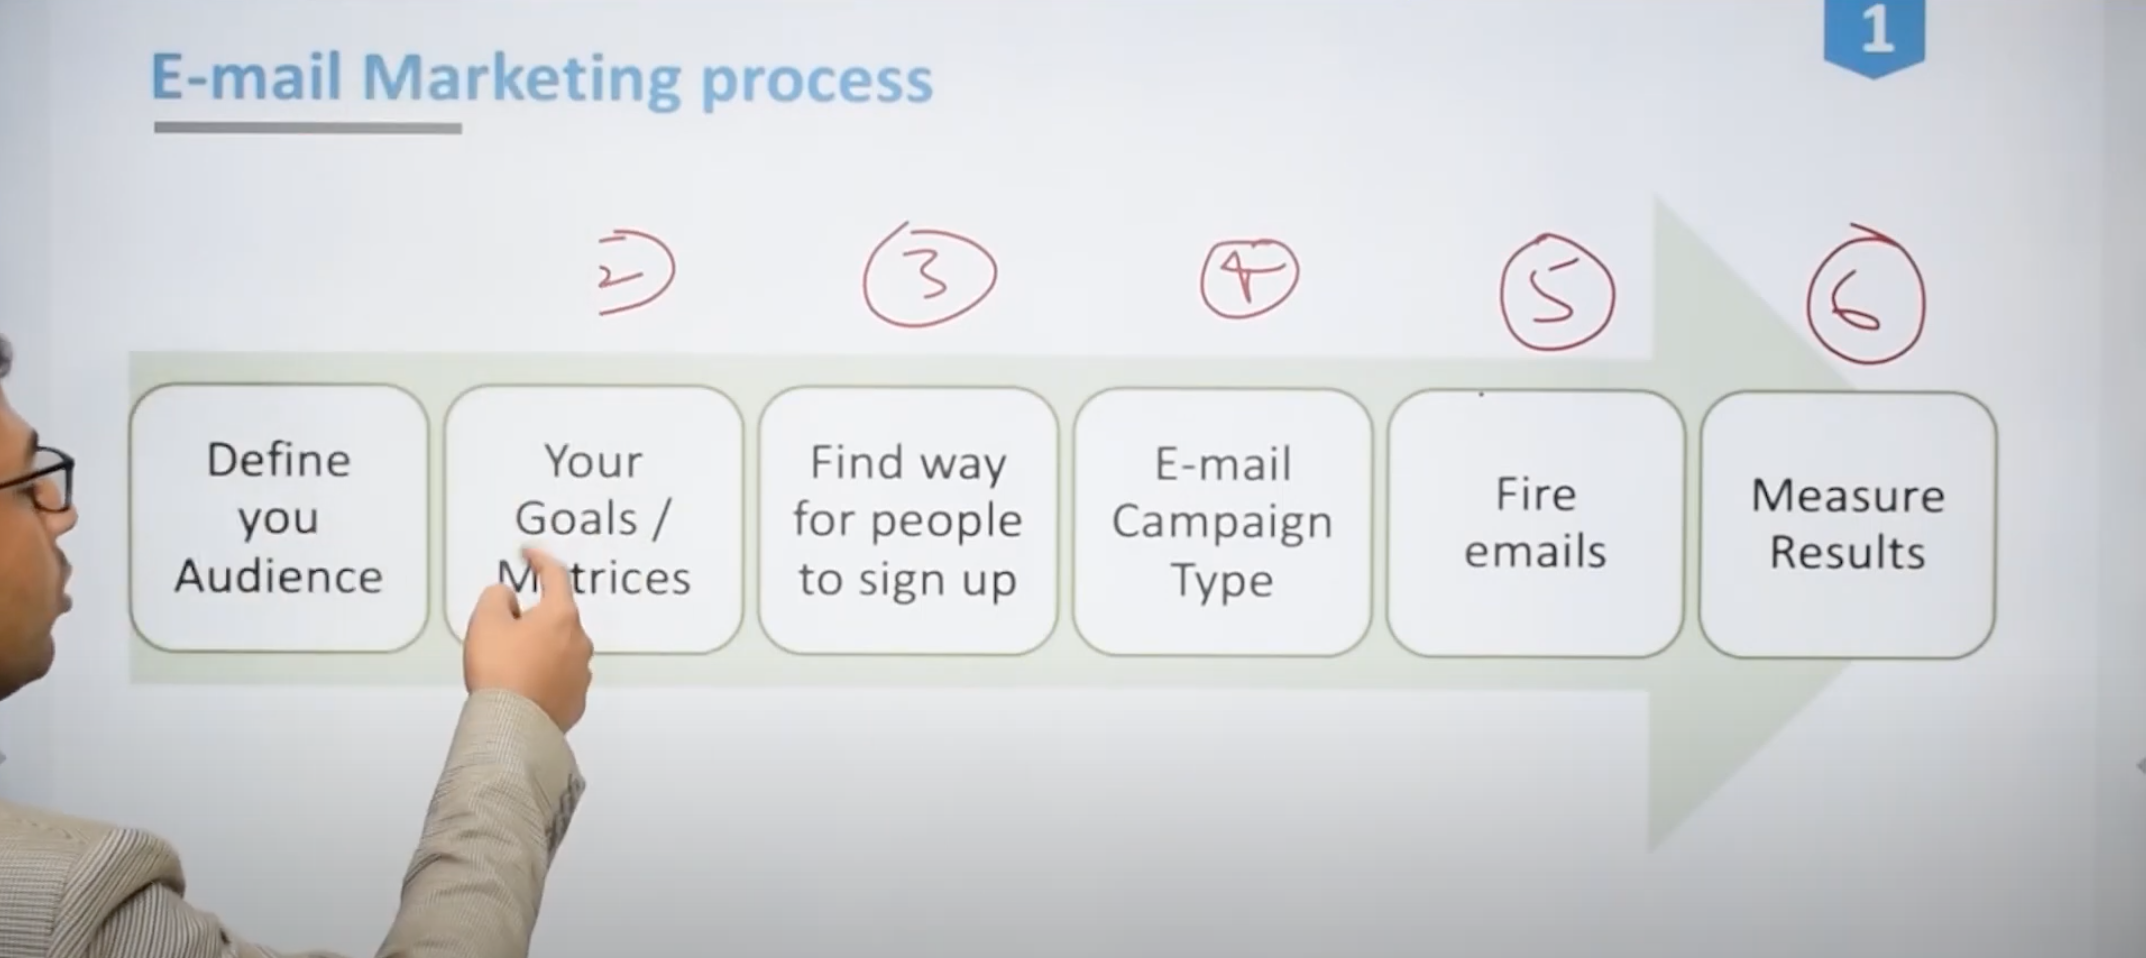 1
E-mail Marketing process
2
3
4
5
6
Define
you
Audience
Your
Goals /
trices
Find way
for people
to sign up
E-mail
Campaign
Type
Fire
emails
Measure
Results